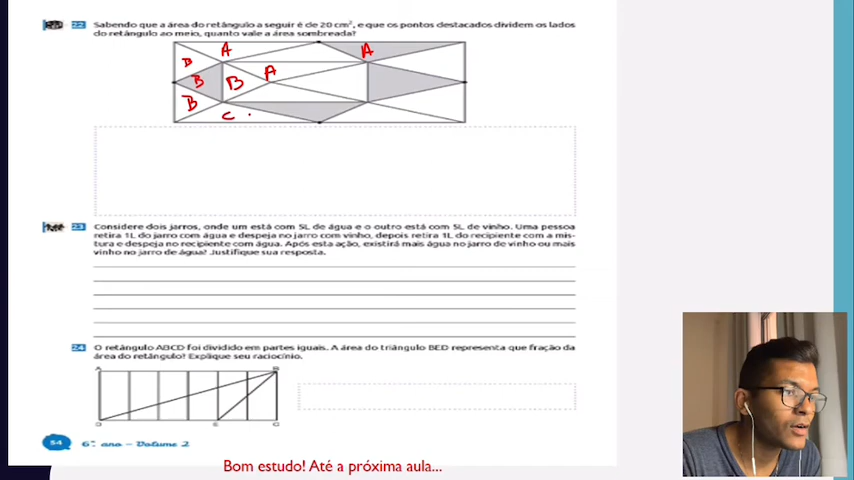 22 Sabendo que a área do retângulo a seguir é de 20 cm², e que os pontos destacados dividem os lados
do retângulo ao meio, quanto vale a área sombreada?
A
A
B
A
B
B
B
C
23 Considere dois jarros, onde um está com 5L de água e o outro está com 5L de vinho. Uma pessoa
retira 1L do jarro com água e despeja no jarro com vinho, depois retira 1L do recipiente com a mis-
tura e despeja no recipiente com água. Após esta ação, existirá mais água no jarro de vinho ou mais
vinho no jarro de água? Justifique sua resposta.
24 O retângulo ABCD foi dividido em partes iguais. A área do triângulo BED representa que fração da
área do retângulo? Explique seu raciocínio.
A B
D E C
54 6º ano – Volume 2
Bom estudo! Até a próxima aula...